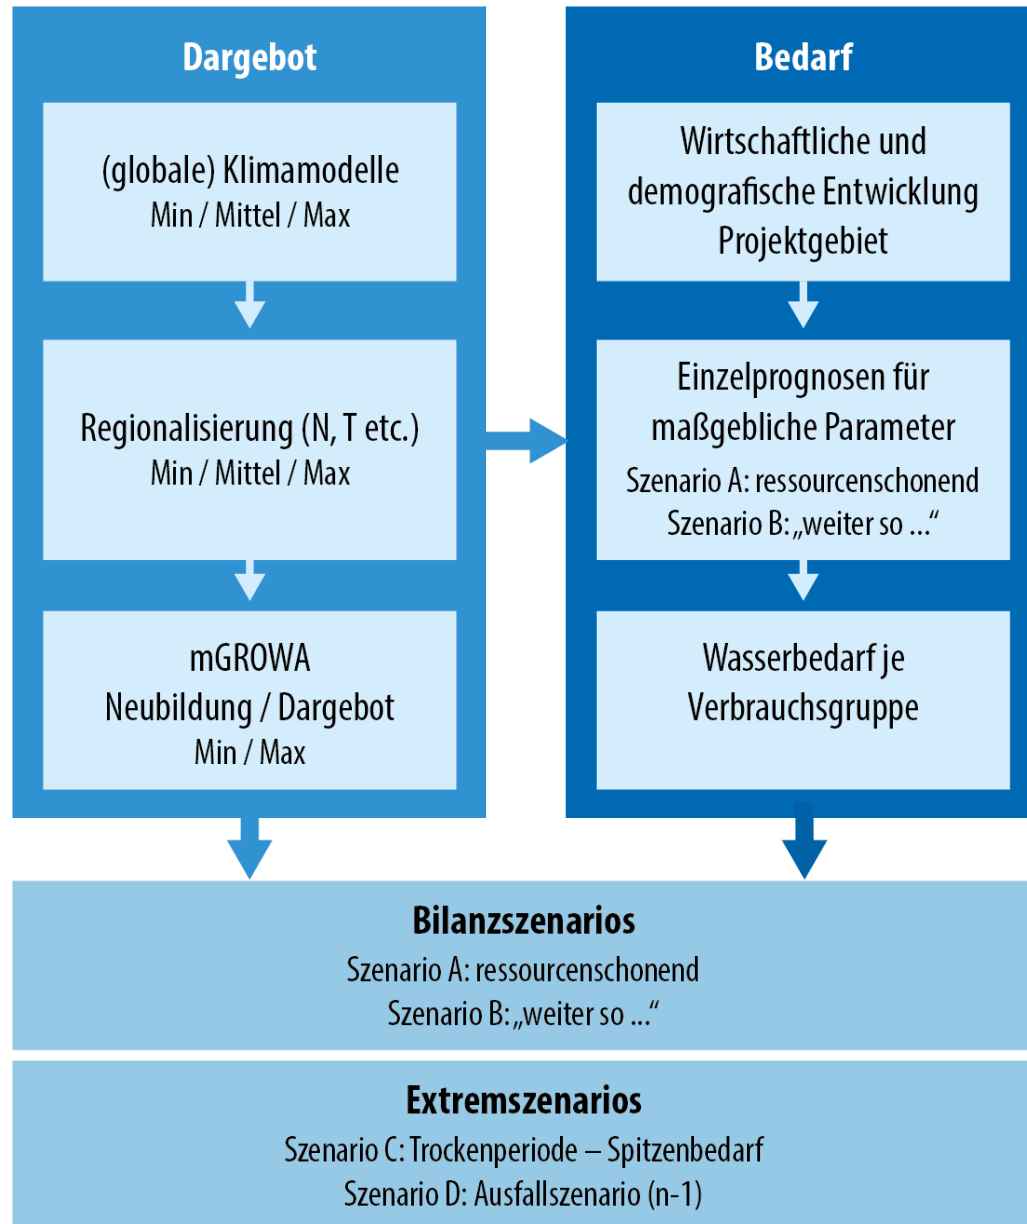 Dargebot
(globale) Klimamodelle
Min / Mittel / Max
Regionalisierung (N, T etc.)
Min / Mittel / Max
mGROWA
Neubildung / Dargebot
Min / Max
Bedarf
Wirtschaftliche und
demografische Entwicklung
Projektgebiet
Einzelprognosen für
maßgebliche Parameter
Szenario A: ressourcenschonend
Szenario B: „weiter so ...“
Wasserbedarf je
Verbrauchsgruppe
Bilanzszenarios
Szenario A: ressourcenschonend
Szenario B: „weiter so ...“
Extremszenarios
Szenario C: Trockenperiode – Spitzenbedarf
Szenario D: Ausfallszenario (n-1)